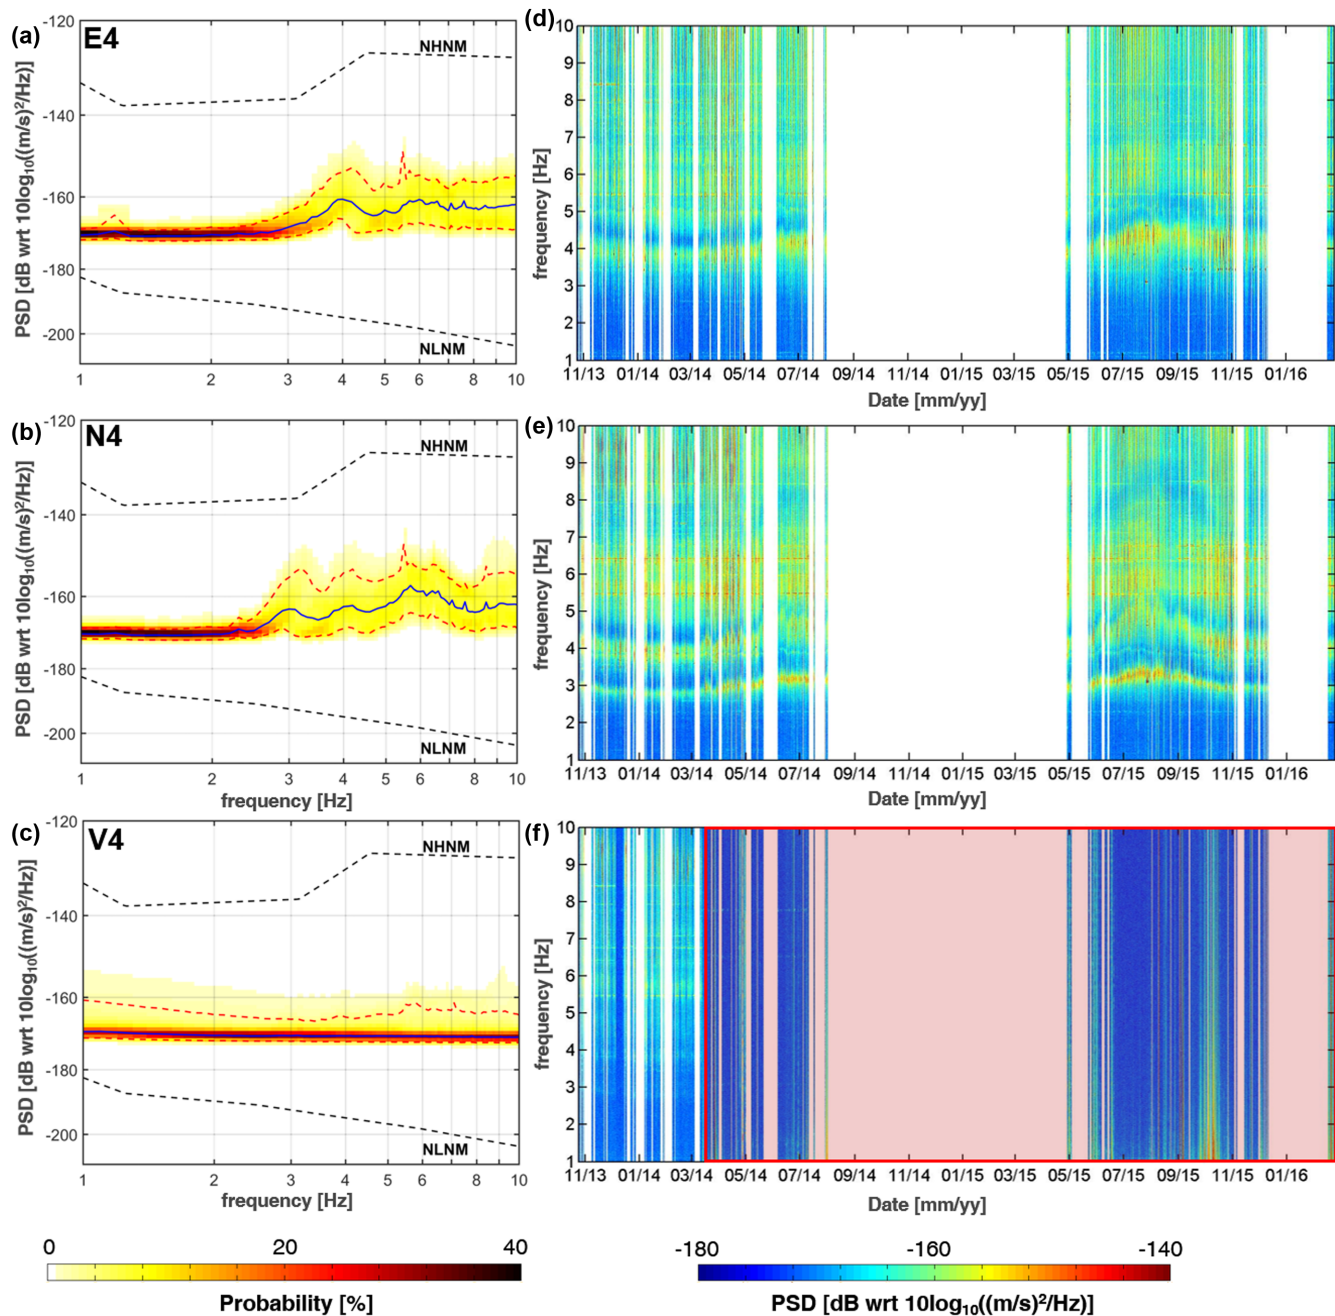 (a)
E4
-120
-140
-160
-180
-200
PSD [dB wrt 10log10((m/s)2/Hz)]
NHNM
NLNM
1 2 3 4 5 6 7 8 9 10
(d)
10
9
8
7
6
5
4
3
2
1
frequency [Hz]
11/13 01/14 03/14 05/14 07/14 09/14 11/14 01/15 03/15 05/15 07/15 09/15 11/15 01/16
Date [mm/yy]
(b)
N4
-120
-140
-160
-180
-200
PSD [dB wrt 10log10((m/s)2/Hz)]
NHNM
NLNM
1 2 3 4 5 6 7 8 10
frequency [Hz]
(e)
10
9
8
7
6
5
4
3
2
1
frequency [Hz]
11/13 01/14 03/14 05/14 07/14 09/14 11/14 01/15 03/15 05/15 07/15 09/15 11/15 01/16
Date [mm/yy]
(c)
V4
-120
-140
-160
-180
-200
PSD [dB wrt 10log10((m/s)2/Hz)]
NHNM
NLNM
1 2 3 4 5 6 7 8 10
frequency [Hz]
(f)
10
9
8
7
6
5
4
3
2
1
frequency [Hz]
11/13 01/14 03/14 05/14 07/14 09/14 11/14 01/15 03/15 05/15 07/15 09/15 11/15 01/16
Date [mm/yy]
0 20 40
Probability [%]
-180 -160 -140
PSD [dB wrt 10log10((m/s)2/Hz)]